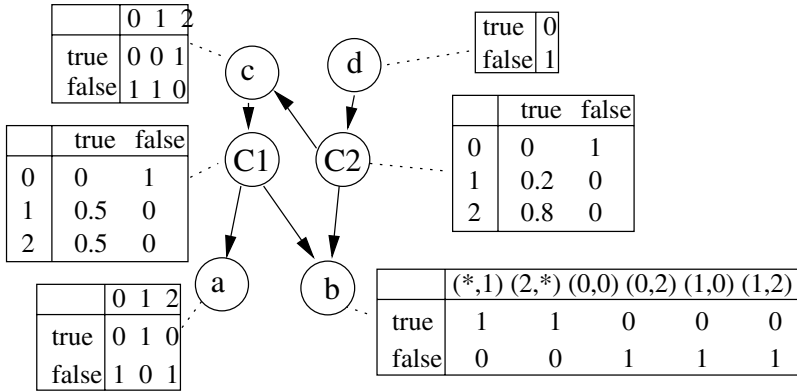 0 1 2
true 0 0 1
false 1 1 0
c
d
true 0
false 1
true false
0 0 1
1 0.5 0
2 0.5 0
C1
C2
true false
0 0 1
1 0.2 0
2 0.8 0
a
b
0 1 2
true 0 1 0
false 1 0 1
(*,1) (2,*) (0,0) (0,2) (1,0) (1,2)
true 1 1 0 0 0 0
false 0 0 1 1 1 1